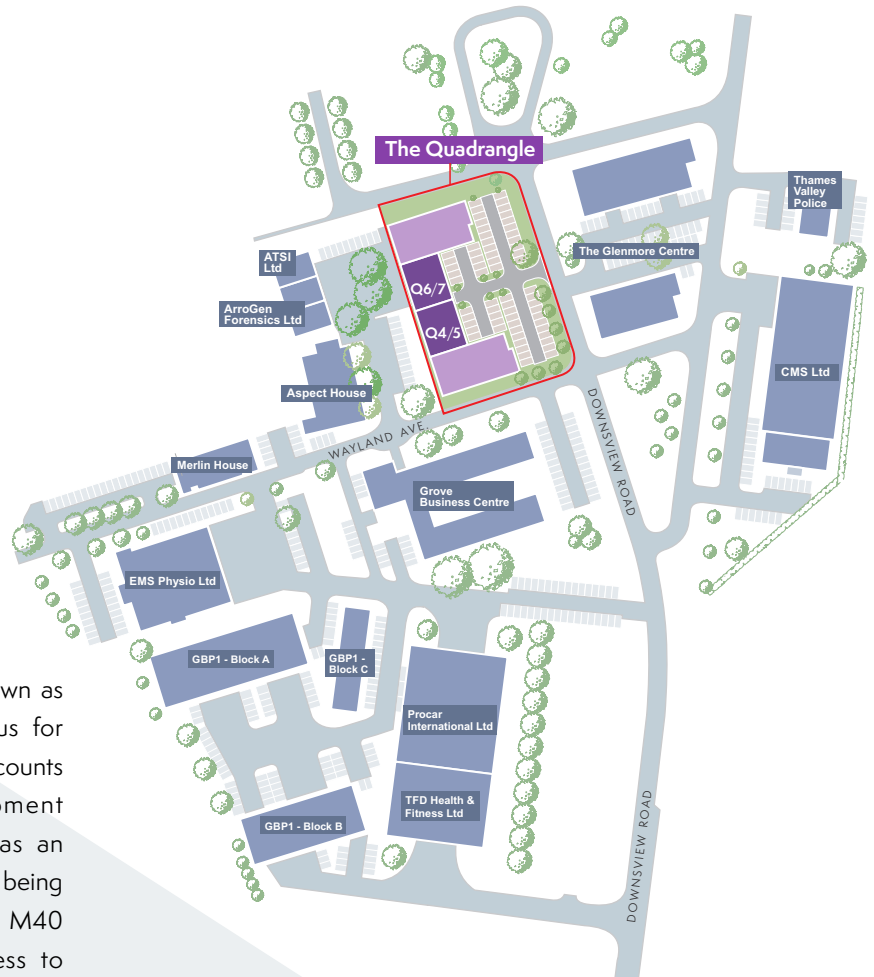 The Quadrangle
Thames
Valley
Police
ATSI
Ltd
The Glenmore Centre
Q6/7
ArroGen
Forensics Ltd
Q4/5
CMS Ltd
Aspect House
DOWNSVIEW ROAD
WAYLAND AVE.
Merlin House
Grove
Business Centre
EMS Physio Ltd
GBP1 - Block A
GBP1 -
Block C
Procar
International Ltd
TFD Health &
Fitness Ltd
GBP1 - Block B
DOWNSVIEW ROAD
wn as
us for
counts
pment
as an
being
M40
ess to